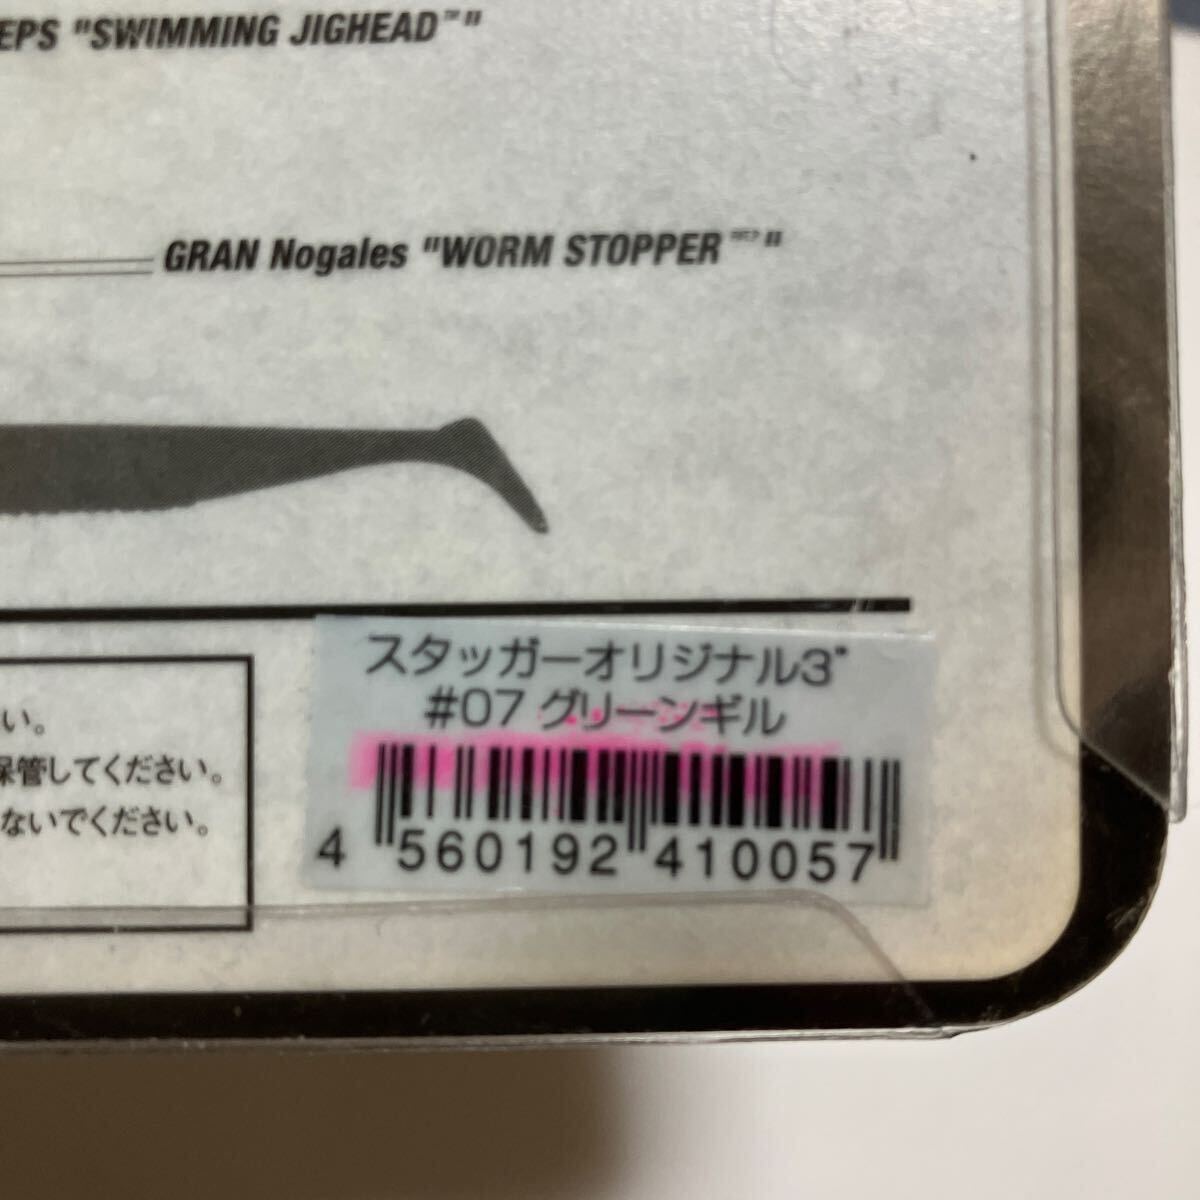 EPS "SWIMMING JIGHEAD™"
GRAN Nogales "WORM STOPPER"
スタッガーオリジナル3"
#07 グリーンギル
い。
保管してください。
ないでください。
4 560192 410057